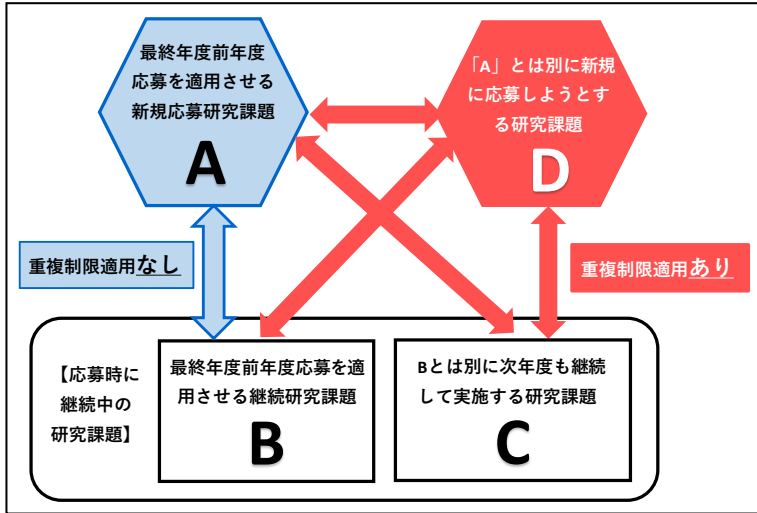 最終年度前年度
応募を適用させる
新規応募研究課題
A
「A」とは別に新規
に応募しようとす
る研究課題
D
重複制限適用なし
重複制限適用あり
【応募時に
継続中の
研究課題】
最終年度前年度応募を適
用させる継続研究課題
B
Bとは別に次年度も継続
して実施する研究課題
C